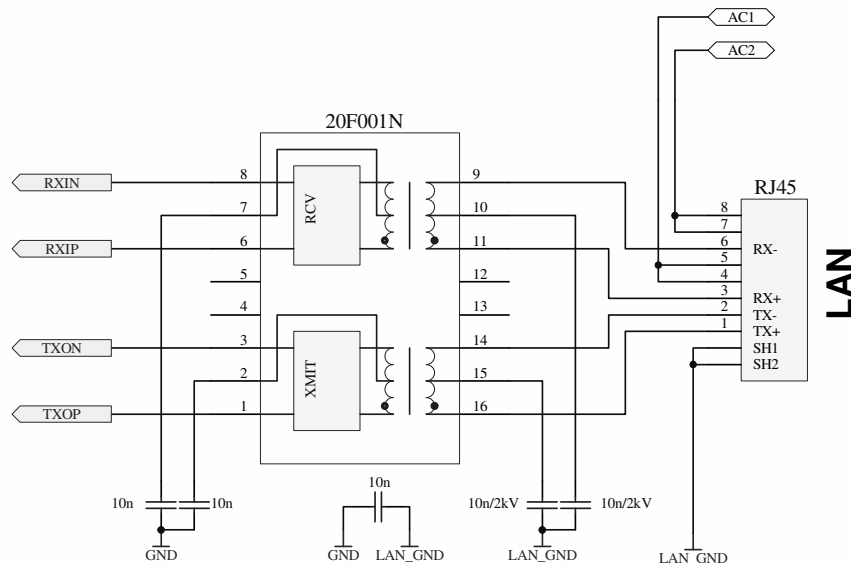 AC1
AC2
20F001N
RJ45
RXIN
8
RCV
9
7
10
8
7
RXIP
6
11
6
RX-
5
5
12
4
4
13
3
RX+
2
TX-
TXON
3
XMIT
14
1
TX+
SH1
2
15
SH2
TXOP
1
16
LAN
10n
10n
10n
10n/2kV
10n/2kV
GND
GND
LAN_GND
LAN_GND
LAN_GND